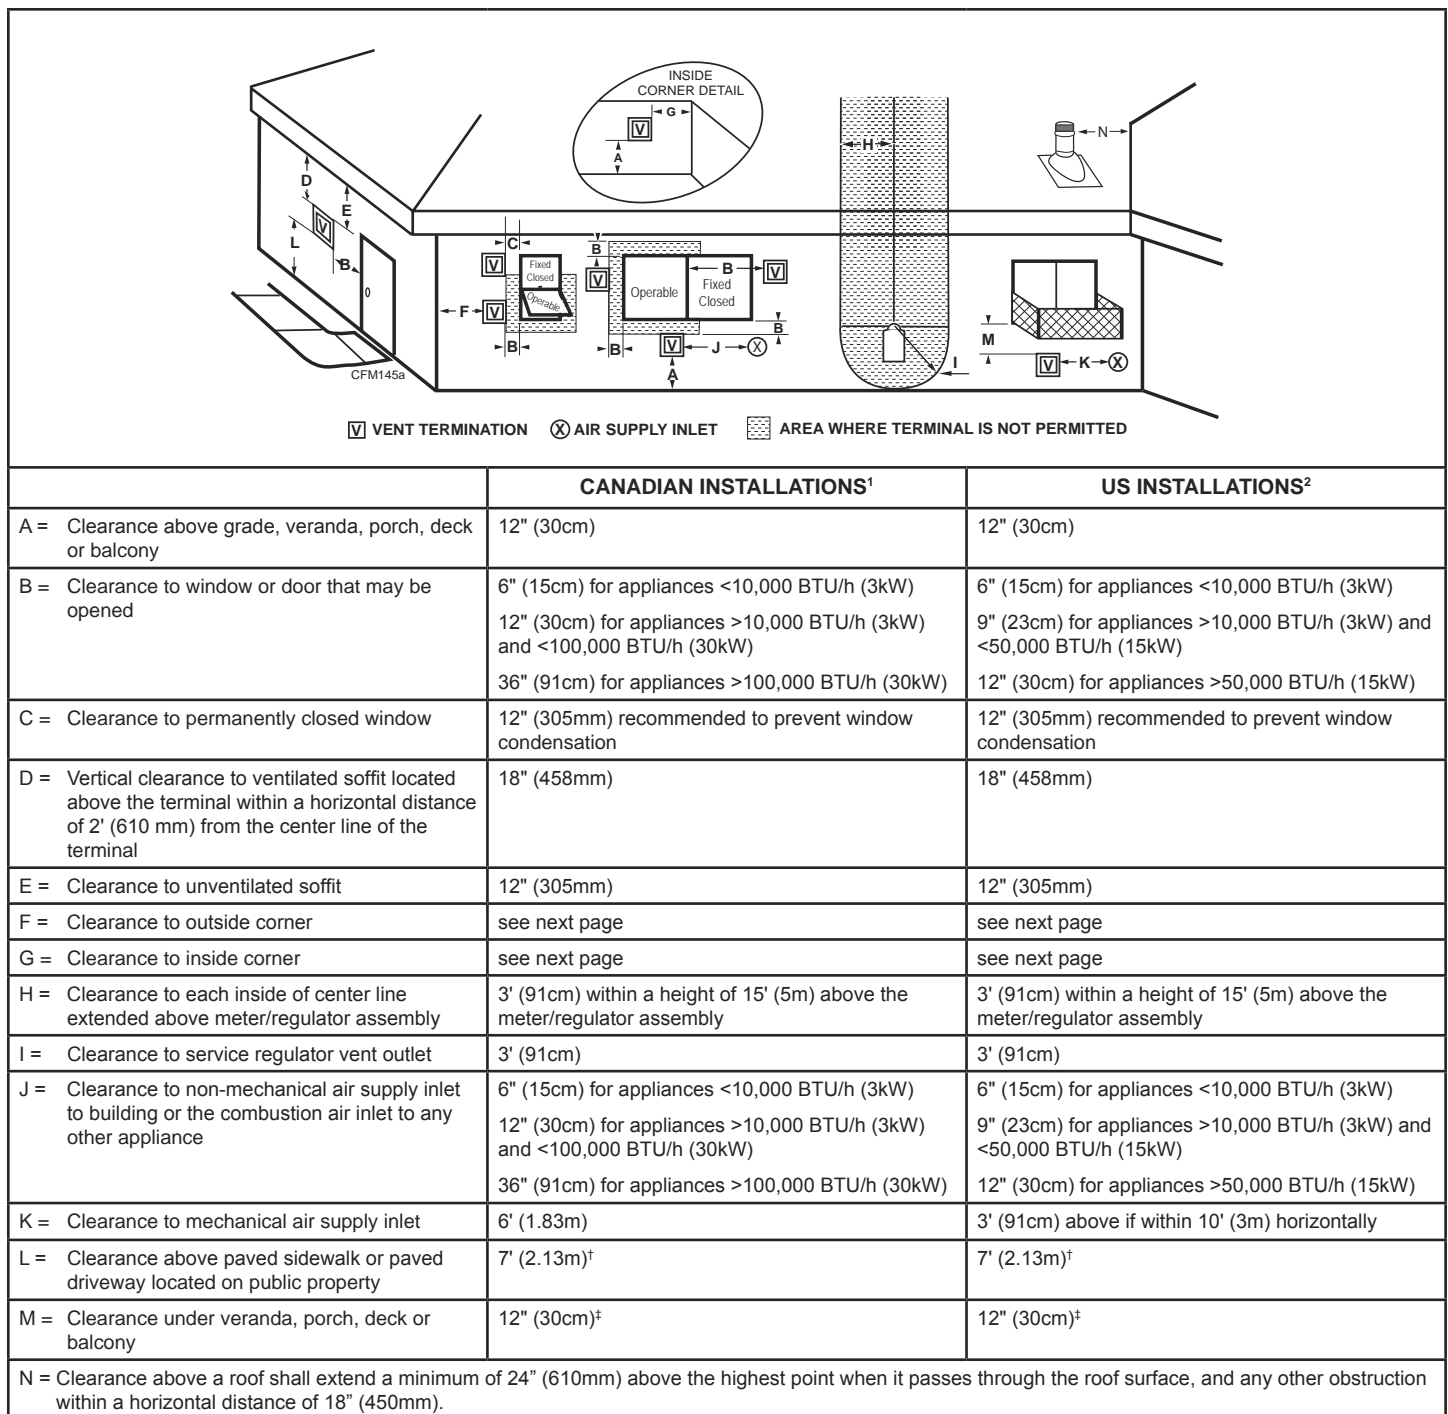 INSIDE
CORNER DETAIL
G
V
A
H
N
D
E
V
L
B
C
V
Fixed
Closed
Operable
F
V
B
B
V
Operable
B
Fixed
Closed
V
B
B
V
J
X
A
I
M
V
K
X
CFM145a
V VENT TERMINATION X AIR SUPPLY INLET AREA WHERE TERMINAL IS NOT PERMITTED
CANADIAN INSTALLATIONS¹ US INSTALLATIONS²
A = Clearance above grade, veranda, porch, deck
or balcony
12" (30cm)
12" (30cm)
B = Clearance to window or door that may be
opened
6" (15cm) for appliances <10,000 BTU/h (3kW)
12" (30cm) for appliances >10,000 BTU/h (3kW)
and <100,000 BTU/h (30kW)
36" (91cm) for appliances >100,000 BTU/h (30kW)
6" (15cm) for appliances <10,000 BTU/h (3kW)
9" (23cm) for appliances >10,000 BTU/h (3kW) and
<50,000 BTU/h (15kW)
12" (30cm) for appliances >50,000 BTU/h (15kW)
C = Clearance to permanently closed window
12" (305mm) recommended to prevent window
condensation
12" (305mm) recommended to prevent window
condensation
D = Vertical clearance to ventilated soffit located
above the terminal within a horizontal distance
of 2' (610 mm) from the center line of the
terminal
18" (458mm)
18" (458mm)
E = Clearance to unventilated soffit
12" (305mm)
12" (305mm)
F = Clearance to outside corner
see next page
see next page
G = Clearance to inside corner
see next page
see next page
H = Clearance to each inside of center line
extended above meter/regulator assembly
3' (91cm) within a height of 15' (5m) above the
meter/regulator assembly
3' (91cm) within a height of 15' (5m) above the
meter/regulator assembly
I = Clearance to service regulator vent outlet
3' (91cm)
3' (91cm)
J = Clearance to non-mechanical air supply inlet
to building or the combustion air inlet to any
other appliance
6" (15cm) for appliances <10,000 BTU/h (3kW)
12" (30cm) for appliances >10,000 BTU/h (3kW)
and <100,000 BTU/h (30kW)
36" (91cm) for appliances >100,000 BTU/h (30kW)
6" (15cm) for appliances <10,000 BTU/h (3kW)
9" (23cm) for appliances >10,000 BTU/h (3kW) and
<50,000 BTU/h (15kW)
12" (30cm) for appliances >50,000 BTU/h (15kW)
K = Clearance to mechanical air supply inlet
6' (1.83m)
3' (91cm) above if within 10' (3m) horizontally
L = Clearance above paved sidewalk or paved
driveway located on public property
7' (2.13m)†
7' (2.13m)†
M = Clearance under veranda, porch, deck or
balcony
12" (30cm)‡
12" (30cm)‡
N = Clearance above a roof shall extend a minimum of 24” (610mm) above the highest point when it passes through the roof surface, and any other obstruction
within a horizontal distance of 18” (450mm).